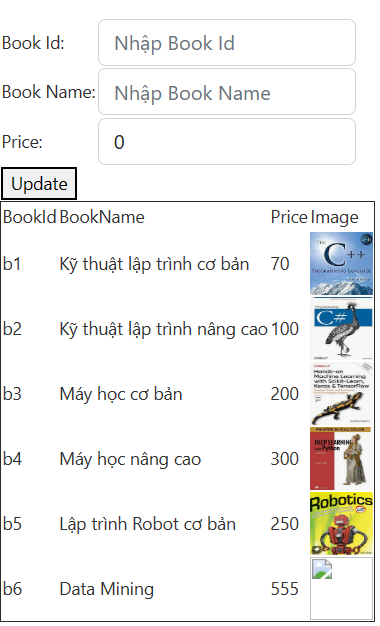 Book Id: Nhập Book Id
Book Name: Nhập Book Name
Price: 0
Update
BookId BookName Price Image
b1 Kỹ thuật lập trình cơ bản 70
THE
C++
PROGRAMMING LANGUAGE
b2 Kỹ thuật lập trình nâng cao 100
C#
b3 Máy học cơ bản 200
Hands-on
Machine Learning
with Scikit-Learn,
Keras & TensorFlow
b4 Máy học nâng cao 300
DEEP LEARNING
with Python
b5 Lập trình Robot cơ bản 250
Robotics
b6 Data Mining 555